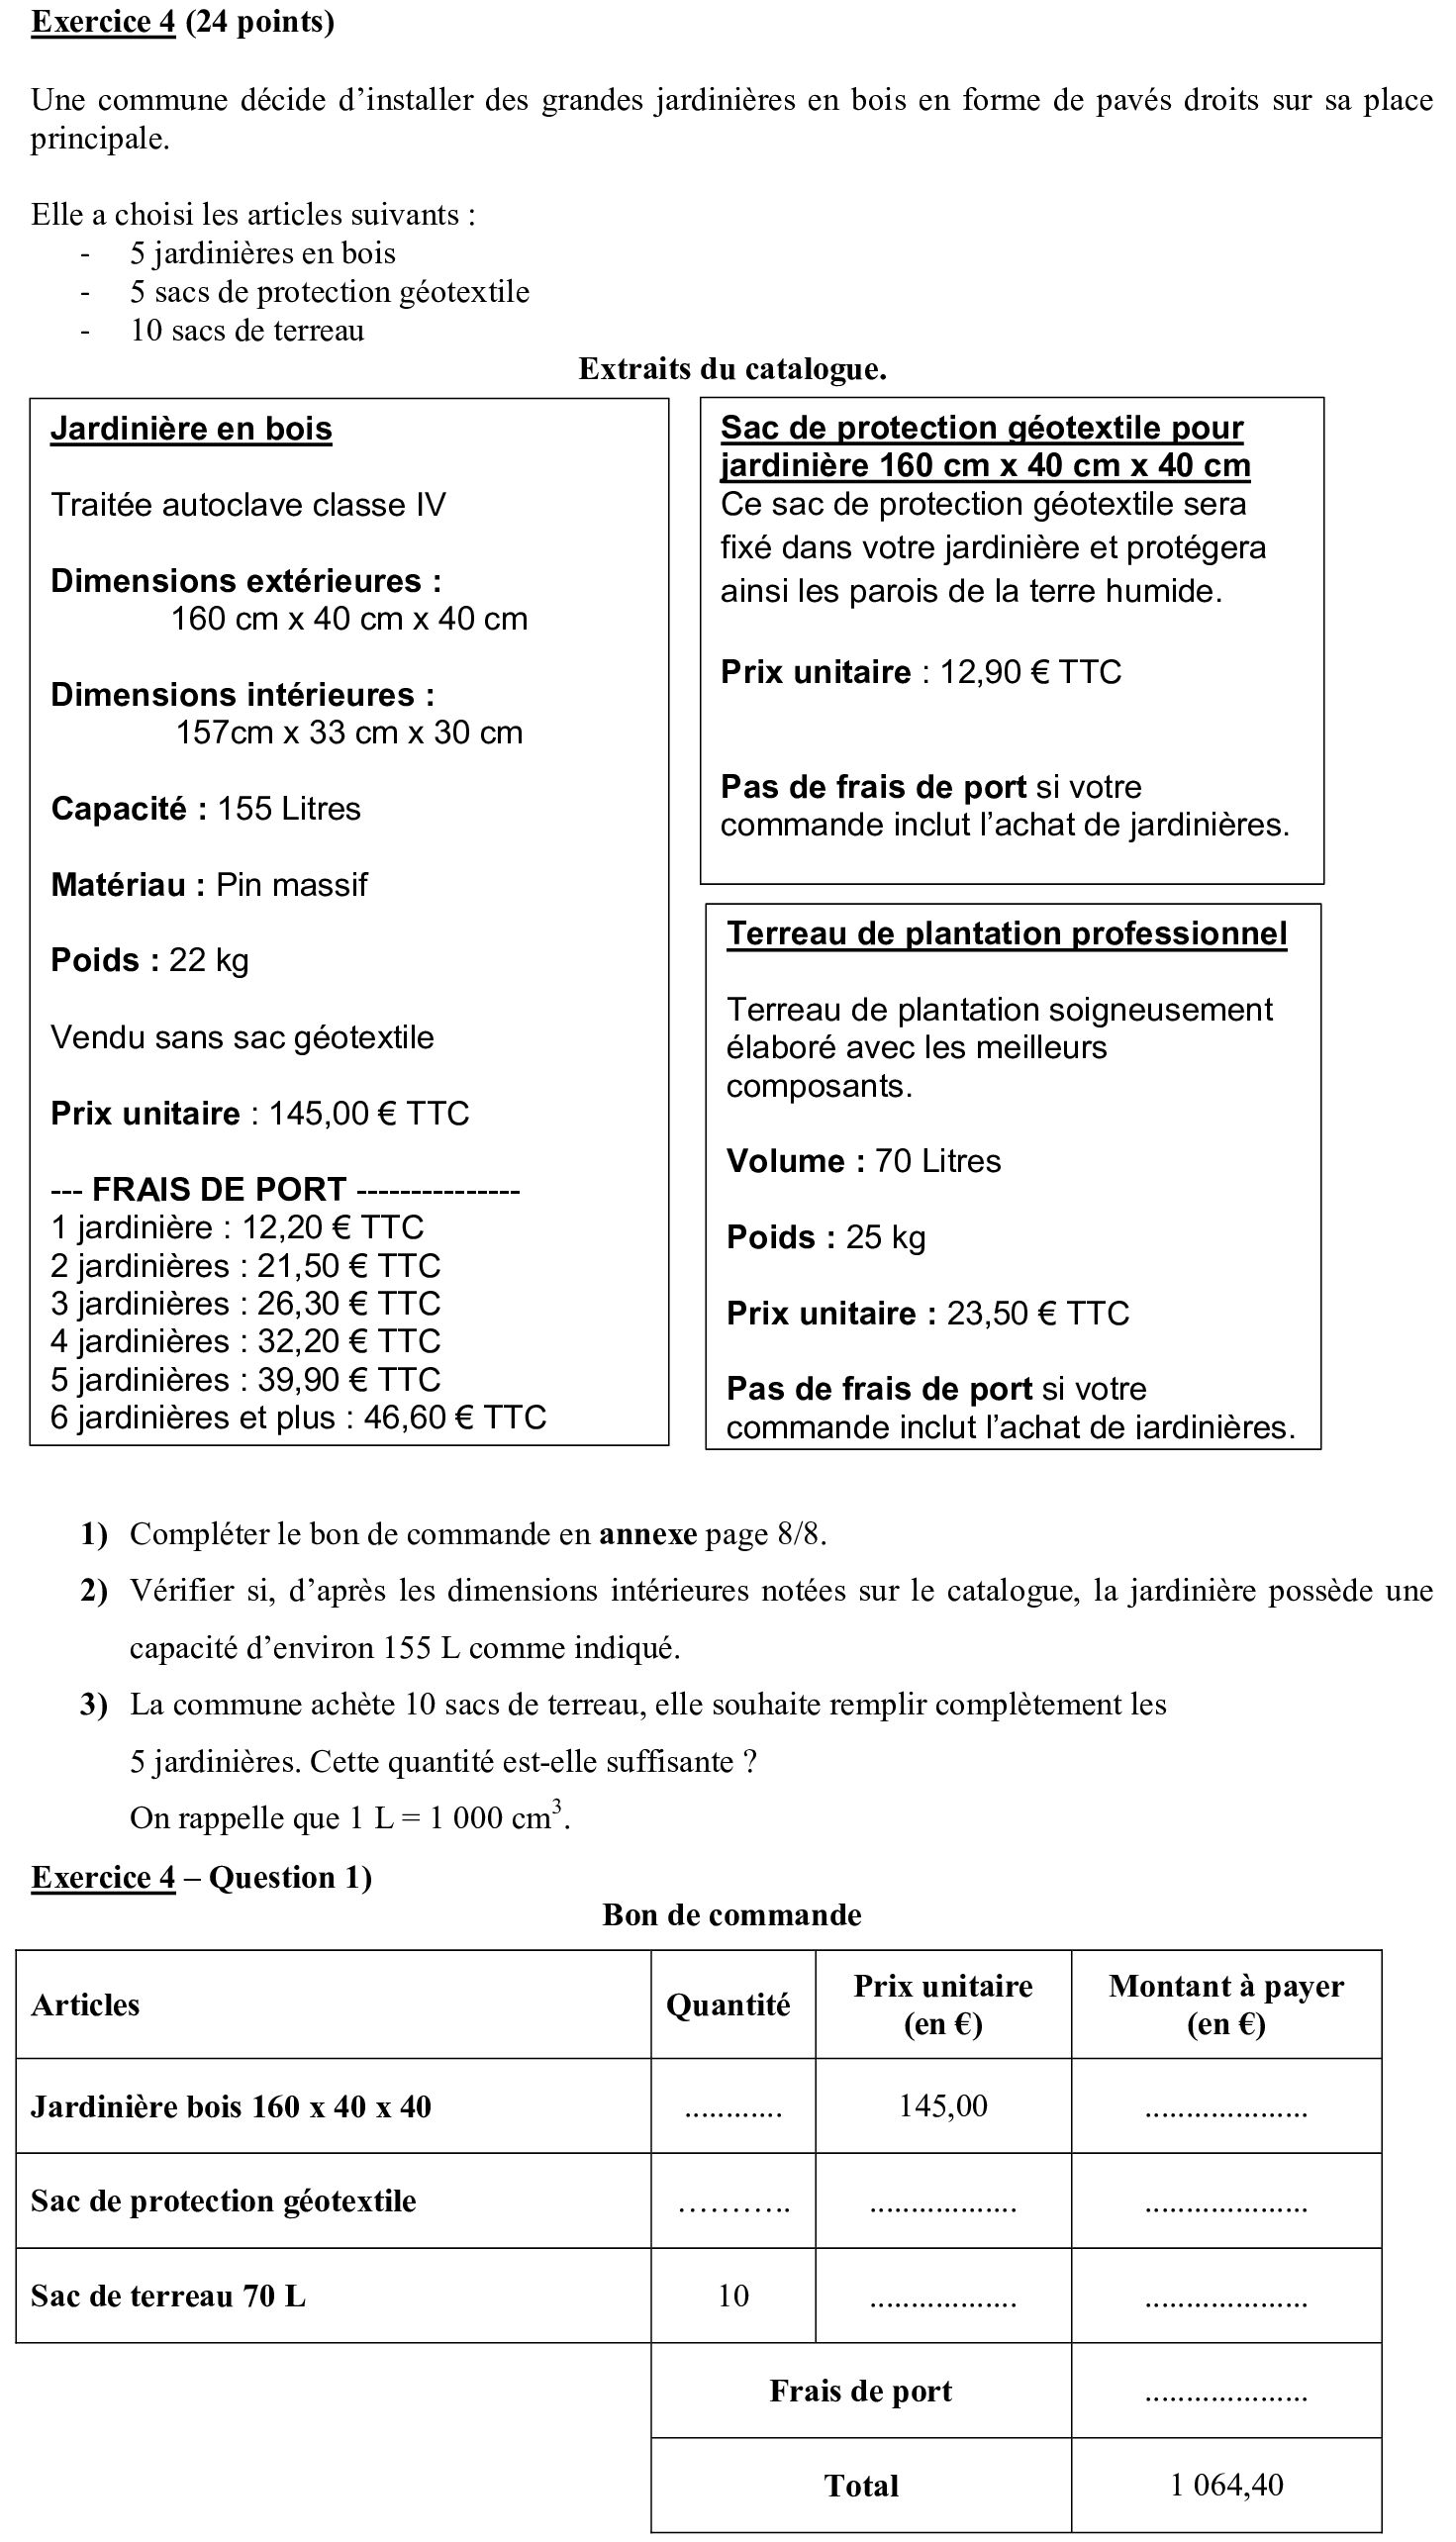 Exercice 4 (24 points)
Une commune décide d'installer des grandes jardinières en bois en forme de pavés droits sur sa place
principale.
Elle a choisi les articles suivants :
- 5 jardinières en bois
- 5 sacs de protection géotextile
- 10 sacs de terreau
Extraits du catalogue.
Jardinière en bois
Traitée autoclave classe IV
Dimensions extérieures :
160 cm x 40 cm x 40 cm
Dimensions intérieures :
157cm x 33 cm x 30 cm
Capacité : 155 Litres
Matériau : Pin massif
Poids : 22 kg
Vendu sans sac géotextile
Prix unitaire : 145,00 € TTC
--- FRAIS DE PORT ---------------
1 jardinière : 12,20 € TTC
2 jardinières : 21,50 € TTC
3 jardinières : 26,30 € TTC
4 jardinières : 32,20 € TTC
5 jardinières : 39,90 € TTC
6 jardinières et plus : 46,60 € TTC
Sac de protection géotextile pour
jardinière 160 cm x 40 cm x 40 cm
Ce sac de protection géotextile sera
fixé dans votre jardinière et protégera
ainsi les parois de la terre humide.
Prix unitaire : 12,90 € TTC
Pas de frais de port si votre
commande inclut l'achat de jardinières.
Terreau de plantation professionnel
Terreau de plantation soigneusement
élaboré avec les meilleurs
composants.
Volume : 70 Litres
Poids : 25 kg
Prix unitaire : 23,50 € TTC
Pas de frais de port si votre
commande inclut l'achat de jardinières.
1) Compléter le bon de commande en annexe page 8/8.
2) Vérifier si, d'après les dimensions intérieures notées sur le catalogue, la jardinière possède une
capacité d'environ 155 L comme indiqué.
3) La commune achète 10 sacs de terreau, elle souhaite remplir complètement les
5 jardinières. Cette quantité est-elle suffisante ?
On rappelle que 1 L = 1 000 cm³.
Exercice 4 – Question 1)
Bon de commande
Articles Quantité Prix unitaire (en €) Montant à payer (en €)
Jardinière bois 160 x 40 x 40 ............ 145,00 ....................
Sac de protection géotextile ……….. .................. ....................
Sac de terreau 70 L 10 .................. ....................
Frais de port ....................
Total 1 064,40